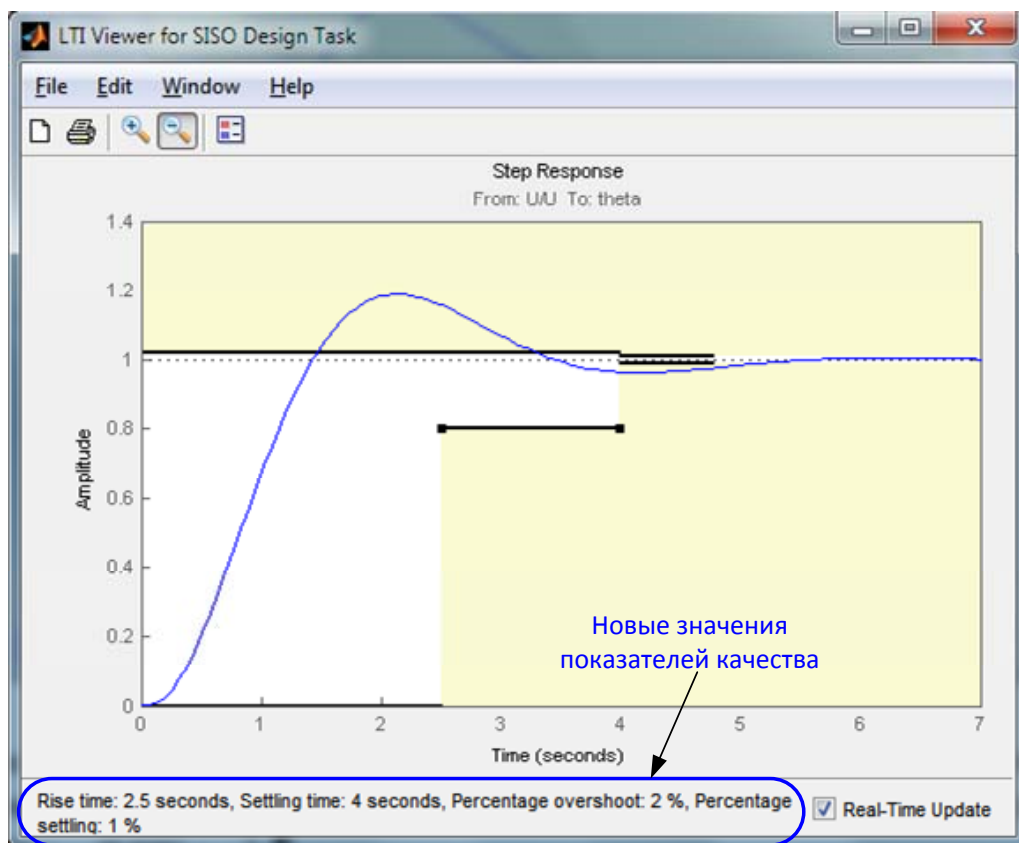 LTI Viewer for SISO Design Task
File Edit Window Help
Step Response
From: U/U To: theta
1.4
1.2
1
0.8
0.6
0.4
0.2
0
Amplitude
Новые значения
показателей качества
0 1 2 3 4 5 6 7
Time (seconds)
Rise time: 2.5 seconds, Settling time: 4 seconds, Percentage overshoot: 2 %, Percentage
settling: 1 %
Real-Time Update